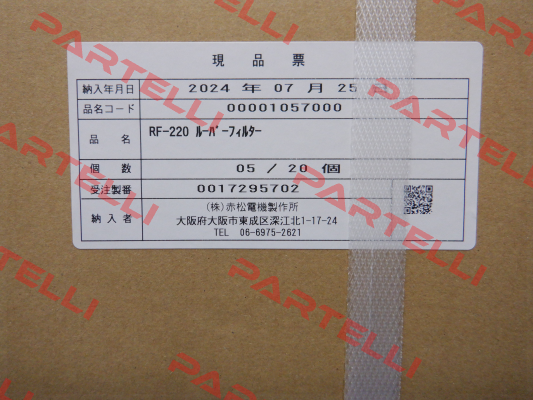 現品票
納入年月日 2024 年 07 月 25 日
品名コード 00001057000
品名 RF-220 ルーバーフィルター
個数 05 / 20 個
受注製番 0017295702
納入者 (株)赤松電機製作所
大阪府大阪市東成区深江北1-17-24
TEL 06-6975-2621
PARTELLI
PARTELLI
PARTELLI
PARTELLI
PARTELLI
PARTELLI
PARTELLI